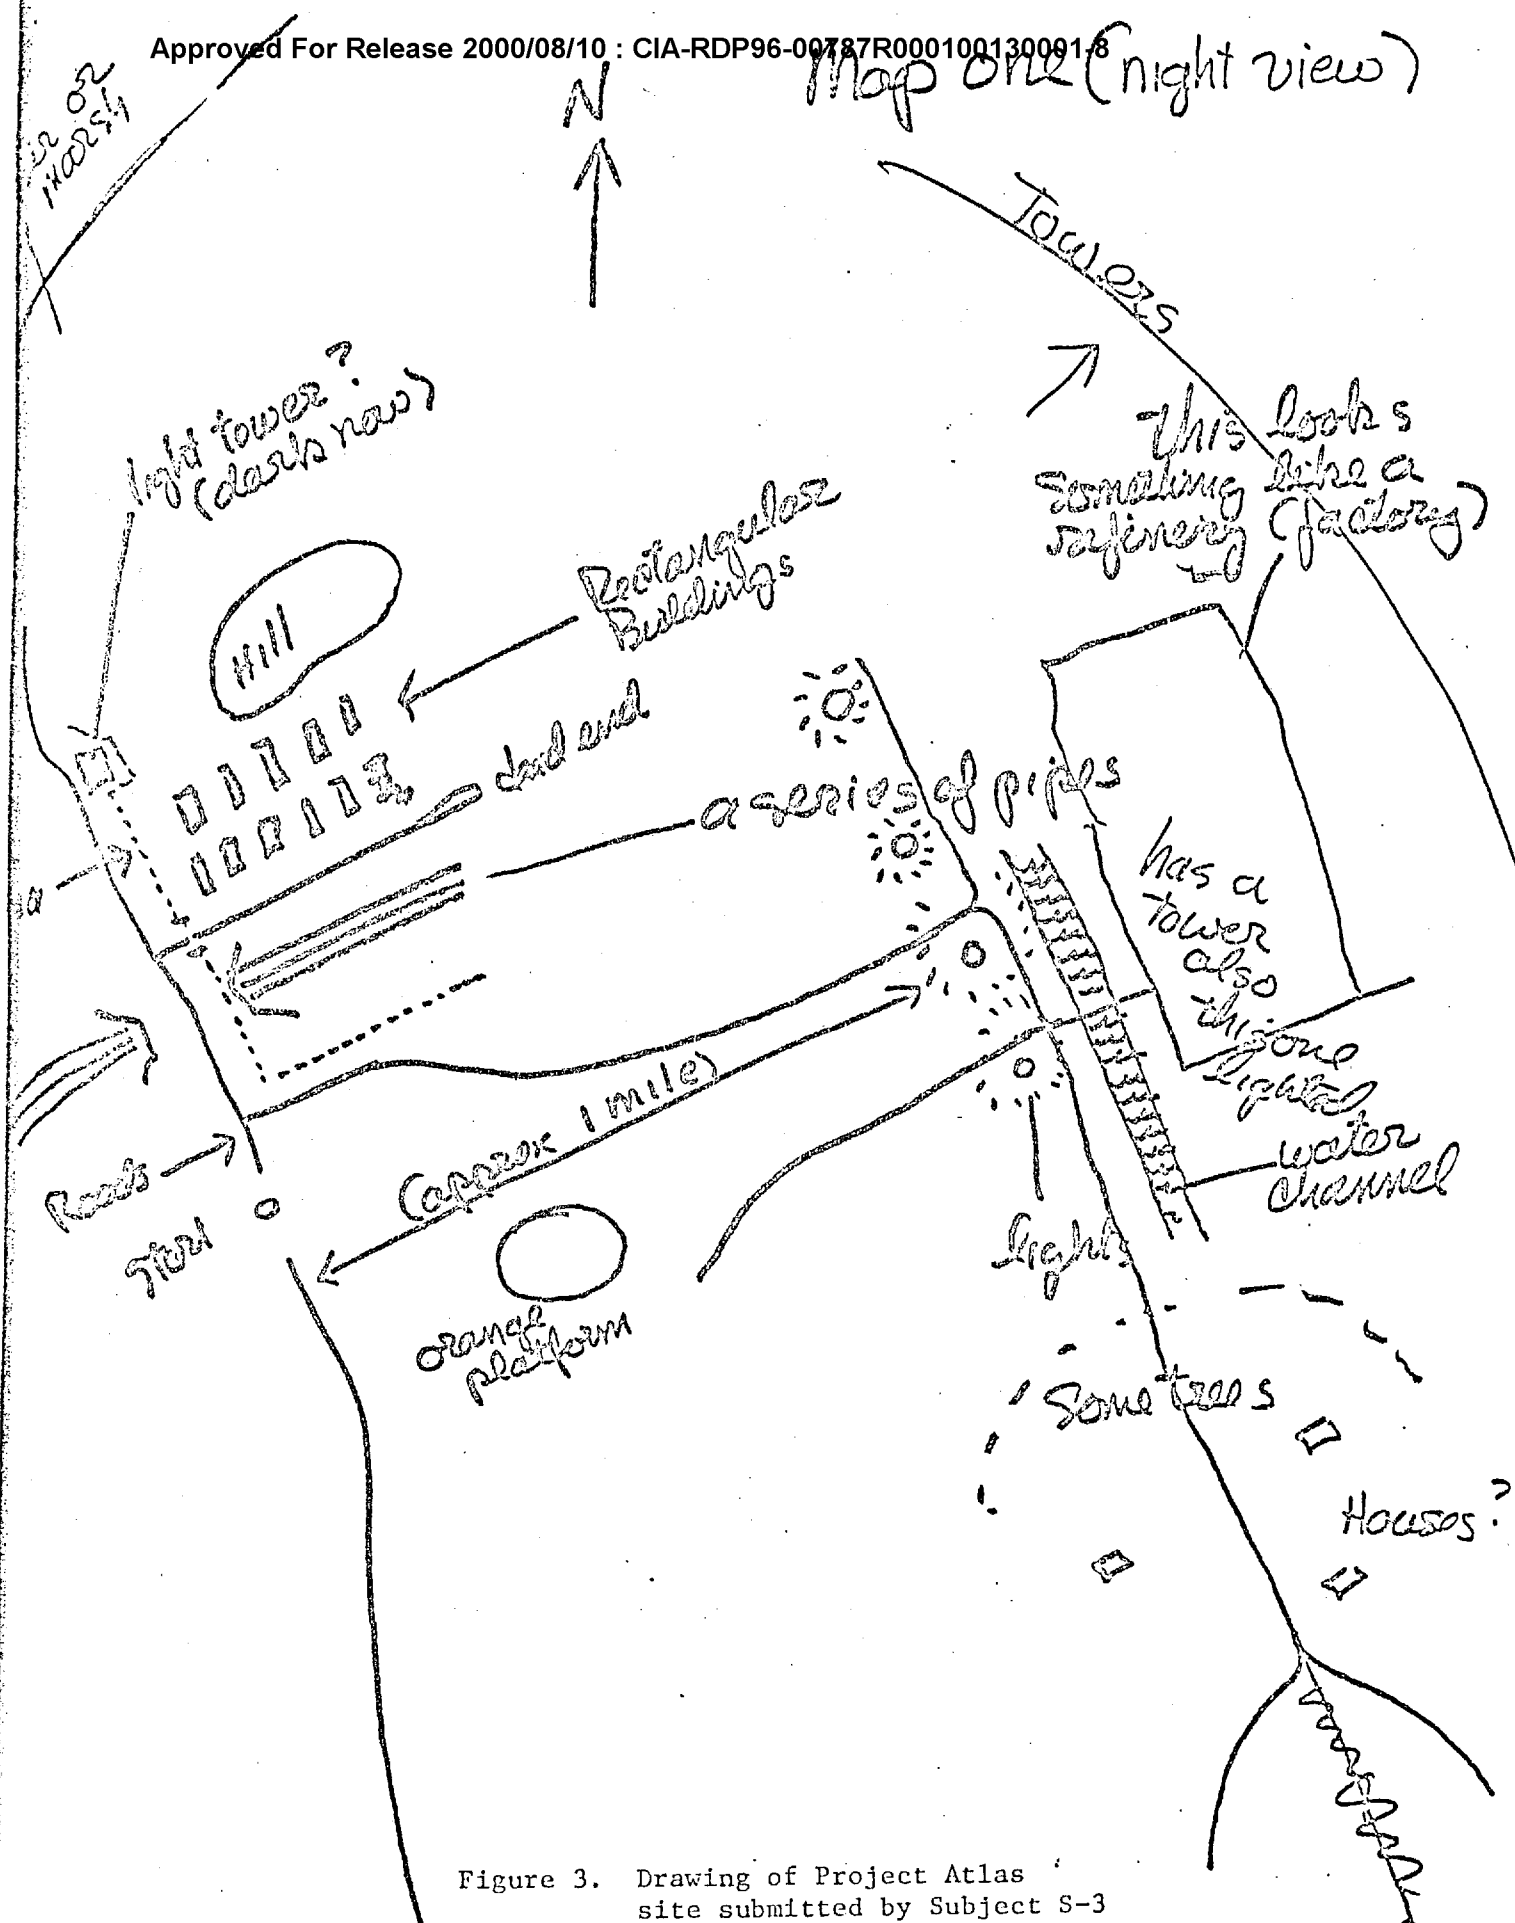 Approved For Release 2000/08/10 : CIA-RDP96-00787R000100130001-8
Map one (night view)
N
or
Towers
light tower?
(dark now)
this looks
something like a
refinery (factory)
Rectangular
Buildings
Hill
dead end
a series of pipes
has a
tower
also
this one
lighted
(approx 1 mile)
Roads
water
channel
start
lights
orange
platform
Some trees
Houses?
Figure 3. Drawing of Project Atlas
site submitted by Subject S-3